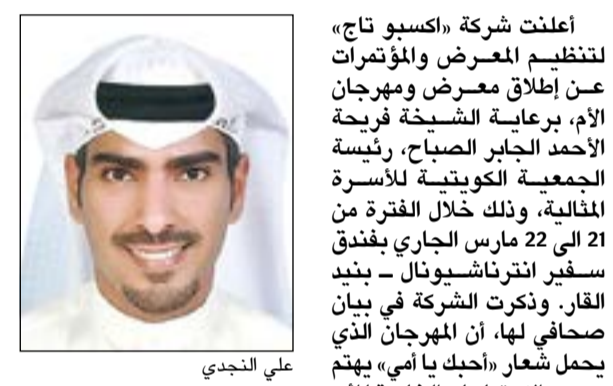 أعلنت شركة «اكسبو تاج»
لتنظيم المعرض والمؤتمرات
عن إطلاق معرض ومهرجان
الأم، برعاية الشيخة فريحة
الأحمد الجابر الصباح، رئيسة
الجمعية الكويتية للأسرة
المثالية، وذلك خلال الفترة من
21 الى 22 مارس الجاري بفندق
سفير انترناشيونال – بنيد
القار. وذكرت الشركة في بيان
صحافي لها، أن المهرجان الذي
يحمل شعار «أحبك يا أمي» يهتم
علي النجدي